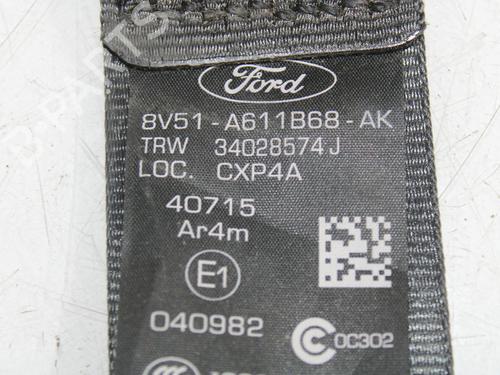 Ford
8V51-A611B68-AK
TRW 34028574J
LOC. CXP4A
40715
Ar4m
E1
040982
C OC302